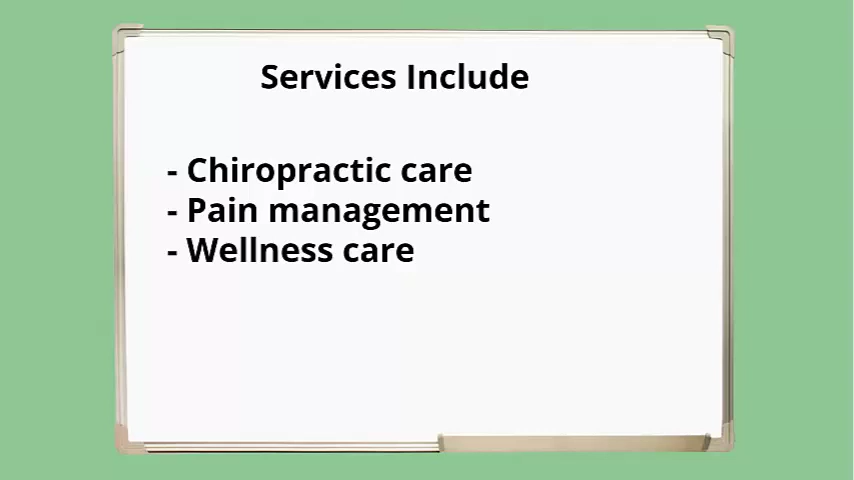 Services Include
- Chiropractic care
- Pain management
- Wellness care